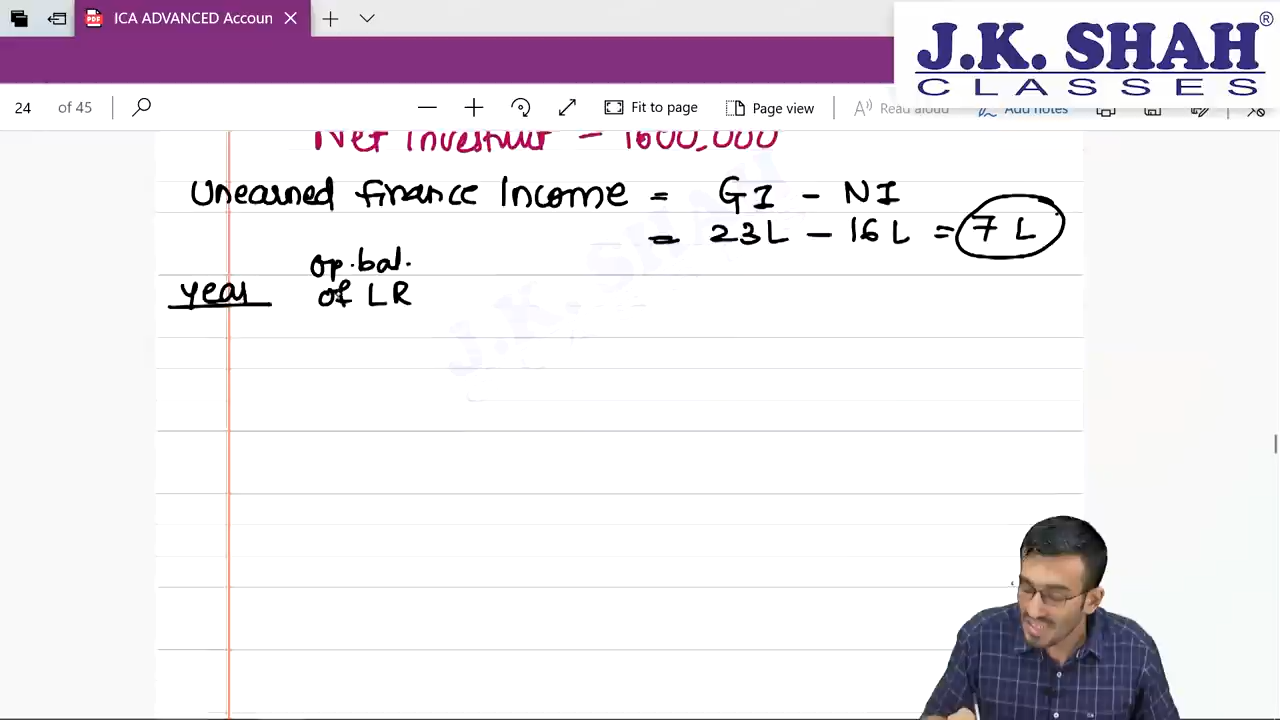 ICA ADVANCED Accoun
J.K. SHAH®
CLASSES
24 of 45
Fit to page
Page view
Read aloud
Add notes
Net Investment - 1600,000
Unearned finance Income = GI - NI
= 23L - 16L = 7 L
op.bal.
year of LR
J.K. SHAH